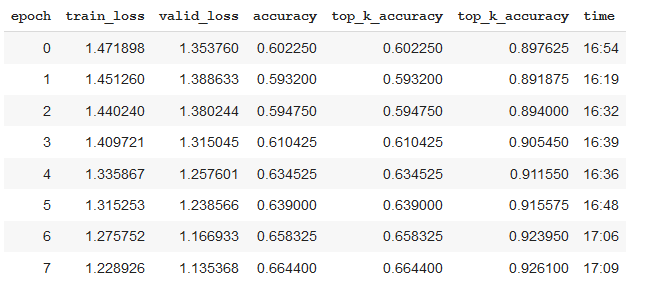 epoch train_loss valid_loss accuracy top_k_accuracy top_k_accuracy time
0 1.471898 1.353760 0.602250 0.602250 0.897625 16:54
1 1.451260 1.388633 0.593200 0.593200 0.891875 16:19
2 1.440240 1.380244 0.594750 0.594750 0.894000 16:32
3 1.409721 1.315045 0.610425 0.610425 0.905450 16:39
4 1.335867 1.257601 0.634525 0.634525 0.911550 16:36
5 1.315253 1.238566 0.639000 0.639000 0.915575 16:48
6 1.275752 1.166933 0.658325 0.658325 0.923950 17:06
7 1.228926 1.135368 0.664400 0.664400 0.926100 17:09